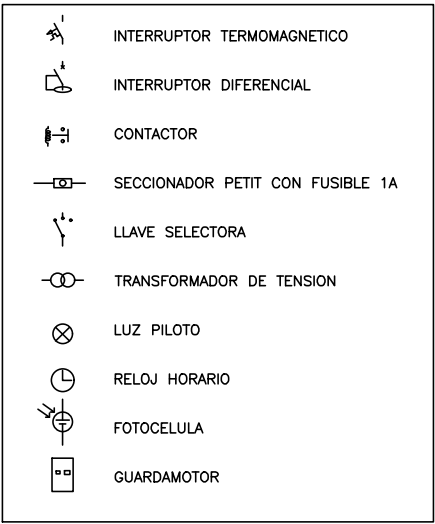 INTERRUPTOR TERMOMAGNETICO
INTERRUPTOR DIFERENCIAL
CONTACTOR
SECCIONADOR PETIT CON FUSIBLE 1A
LLAVE SELECTORA
TRANSFORMADOR DE TENSION
LUZ PILOTO
RELOJ HORARIO
FOTOCELULA
GUARDAMOTOR